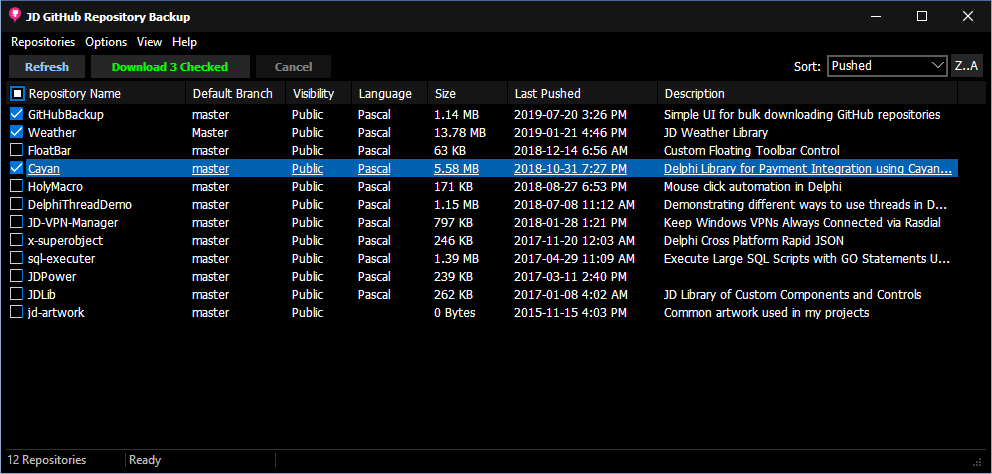 JD GitHub Repository Backup
Repositories Options View Help
Refresh Download 3 Checked Cancel Sort: Pushed Z..A
Repository Name Default Branch Visibility Language Size Last Pushed Description
GitHubBackup master Public Pascal 1.14 MB 2019-07-20 3:26 PM Simple UI for bulk downloading GitHub repositories
Weather Master Public Pascal 13.78 MB 2019-01-21 4:46 PM JD Weather Library
FloatBar master Public Pascal 63 KB 2018-12-14 6:56 AM Custom Floating Toolbar Control
Cayan master Public Pascal 5.58 MB 2018-10-31 7:27 PM Delphi Library for Payment Integration using Cayan...
HolyMacro master Public Pascal 171 KB 2018-08-27 6:53 PM Mouse click automation in Delphi
DelphiThreadDemo master Public Pascal 1.15 MB 2018-07-08 11:12 AM Demonstrating different ways to use threads in D...
JD-VPN-Manager master Public Pascal 797 KB 2018-01-28 1:21 PM Keep Windows VPNs Always Connected via Rasdial
x-superobject master Public Pascal 246 KB 2017-11-20 12:03 AM Delphi Cross Platform Rapid JSON
sql-executer master Public Pascal 1.39 MB 2017-04-29 11:09 AM Execute Large SQL Scripts with GO Statements U...
JDPower master Public Pascal 239 KB 2017-03-11 2:40 PM
JDLib master Public Pascal 262 KB 2017-01-08 4:02 AM JD Library of Custom Components and Controls
jd-artwork master Public 0 Bytes 2015-11-15 4:03 PM Common artwork used in my projects
12 Repositories Ready